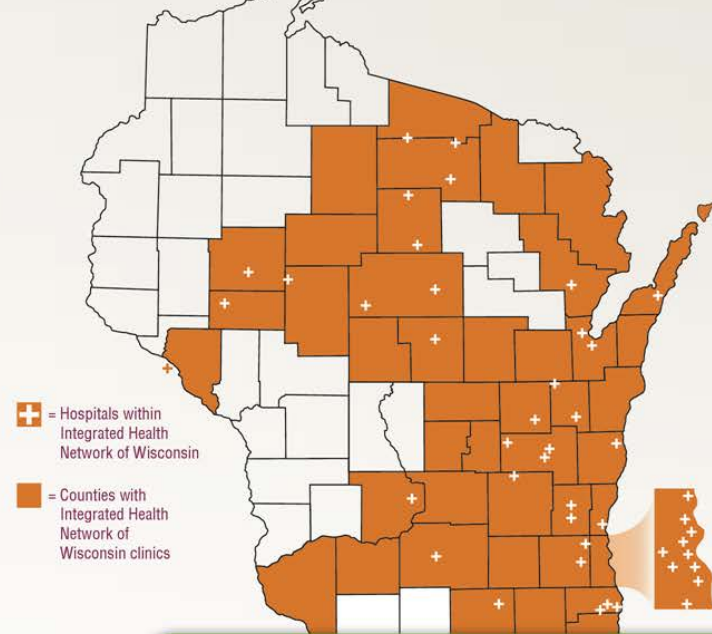 = Hospitals within
Integrated Health
Network of Wisconsin
= Counties with
Integrated Health
Network of
Wisconsin clinics